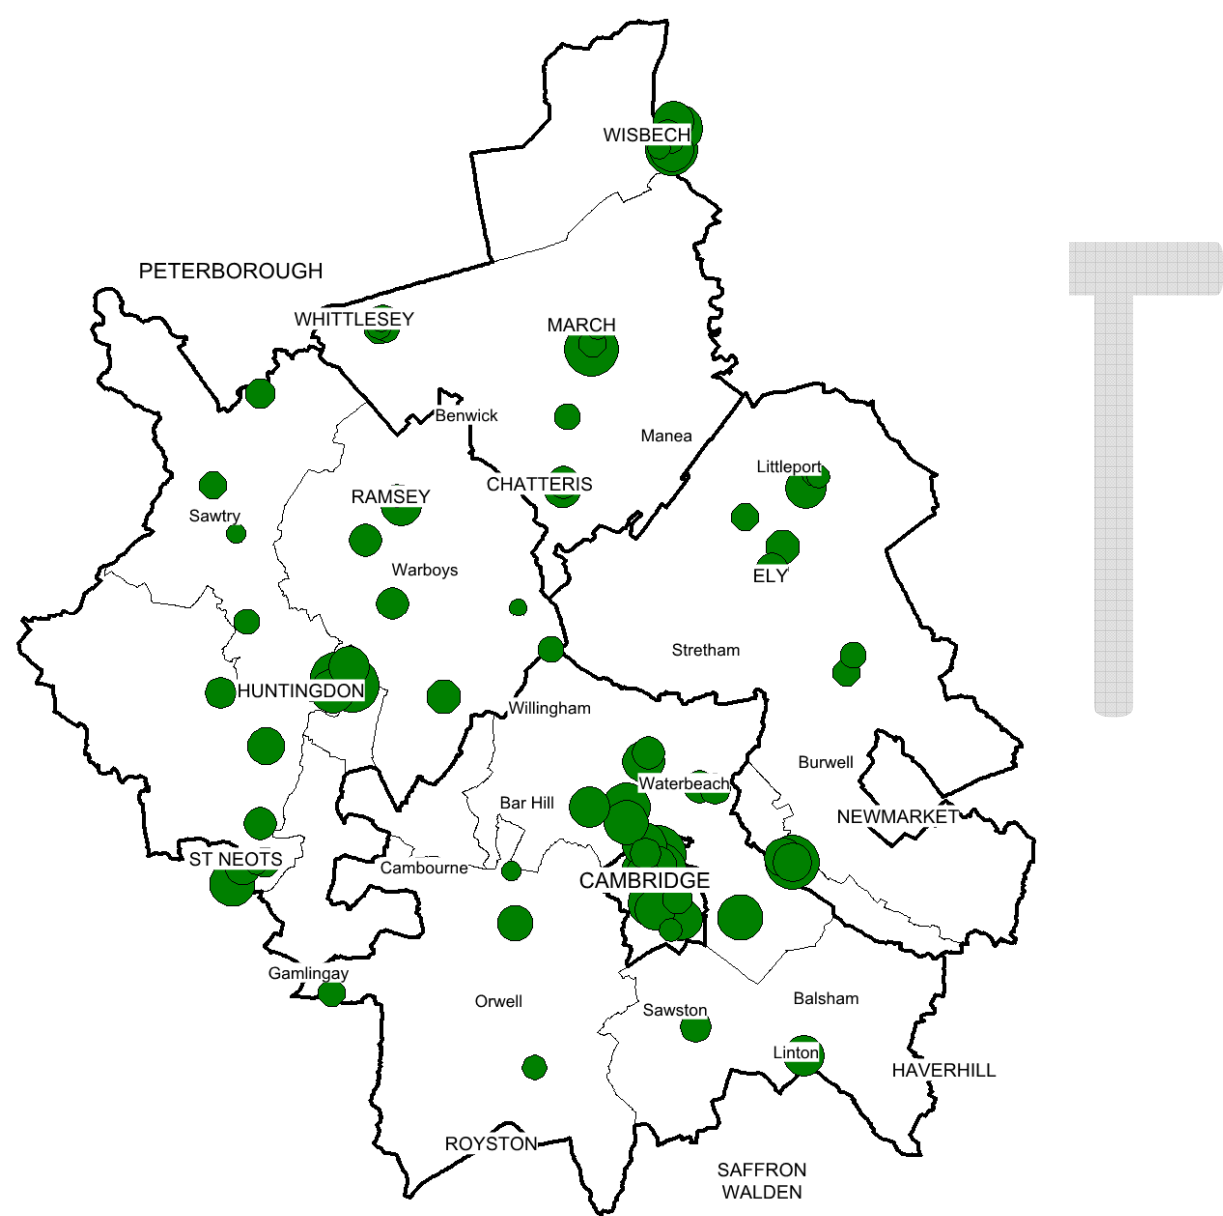 WISBECH
PETERBOROUGH
WHITTLESEY
MARCH
Benwick
Manea
Littleport
CHATTERIS
RAMSEY
Sawtry
Warboys
ELY
Stretham
HUNTINGDON
Willingham
Burwell
Waterbeach
Bar Hill
NEWMARKET
ST NEOTS
Cambourne
CAMBRIDGE
Gamlingay
Orwell
Balsham
Sawston
Linton
HAVERHILL
ROYSTON
SAFFRON
WALDEN